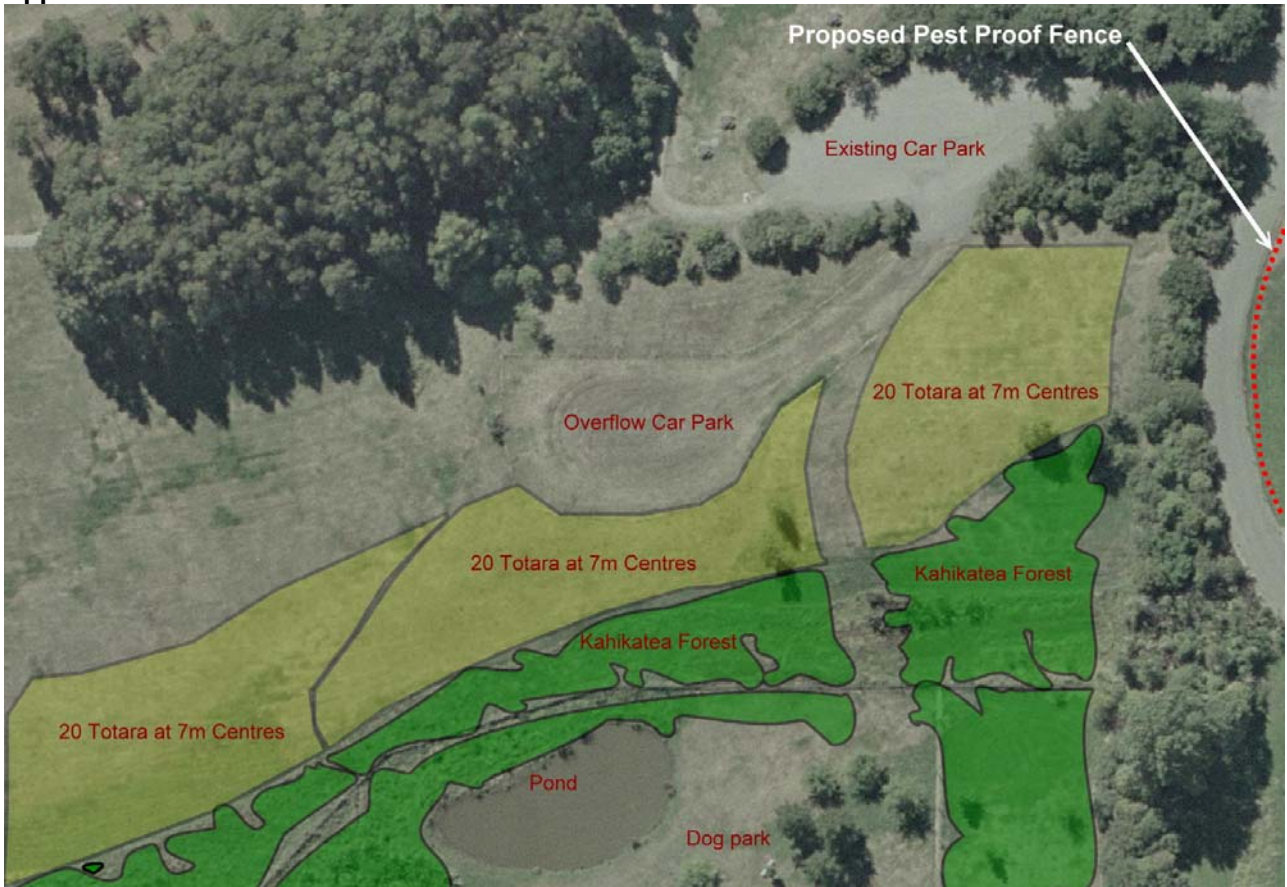 Proposed Pest Proof Fence
Existing Car Park
20 Totara at 7m Centres
Overflow Car Park
20 Totara at 7m Centres
Kahikatea Forest
Kahikatea Forest
20 Totara at 7m Centres
Pond
Dog park